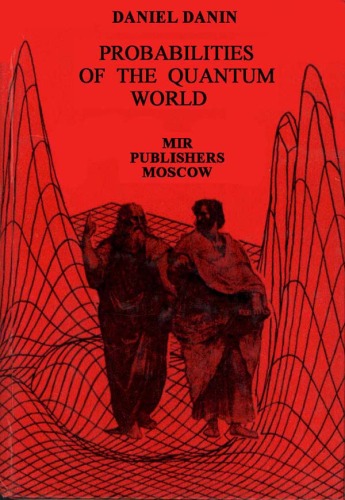 DANIEL DANIN
PROBABILITIES
OF THE QUANTUM
WORLD
MIR
PUBLISHERS
MOSCOW